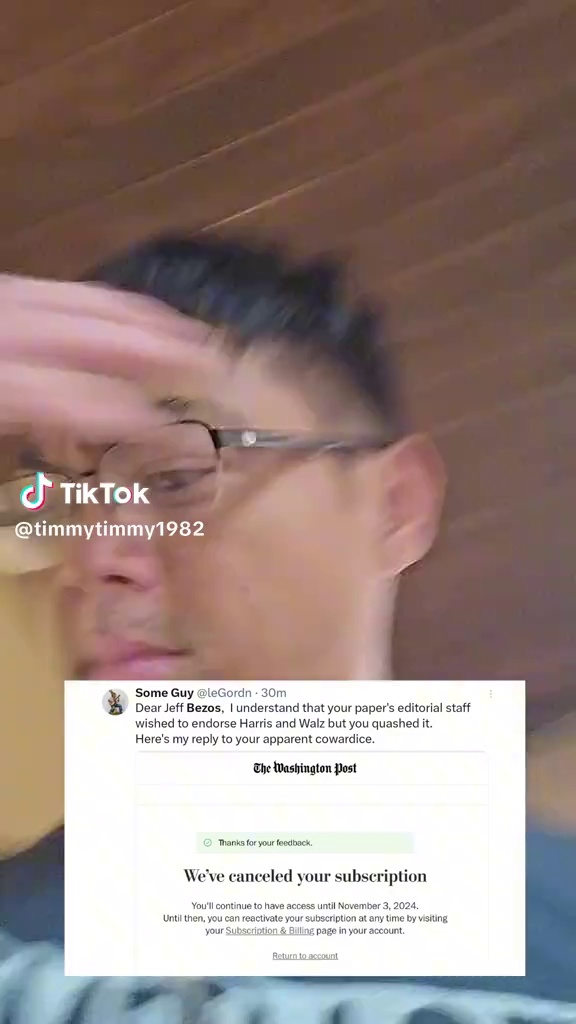 TikTok
@timmytimmy1982
Some Guy @leGordn · 30m
Dear Jeff Bezos, I understand that your paper's editorial staff
wished to endorse Harris and Walz but you quashed it.
Here's my reply to your apparent cowardice.
The Washington Post
Thanks for your feedback.
We've canceled your subscription
You'll continue to have access until November 3, 2024.
Until then, you can reactivate your subscription at any time by visiting
your Subscription & Billing page in your account.
Return to account